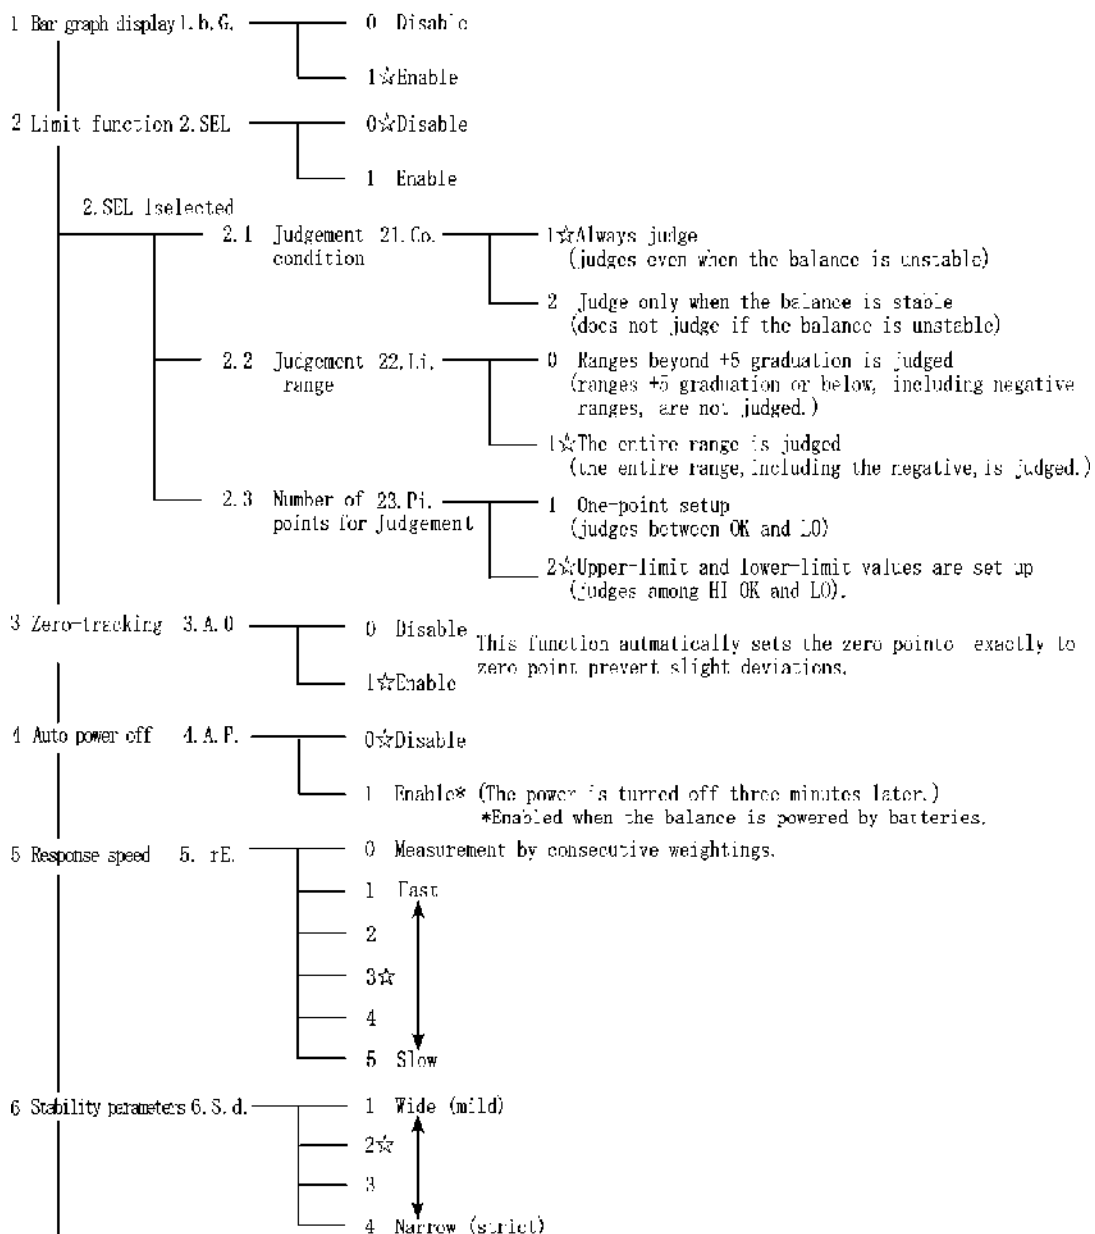 1 Bar graph display 1.b.G. 0 Disable
1☆Enable
2 Limit function 2.SEL 0☆Disable
1 Enable
2.SEL 1selected
2.1 Judgement 21.Co. 1☆Always judge
condition (judges even when the balance is unstable)
2 Judge only when the balance is stable
(does not judge if the balance is unstable)
2.2 Judgement 22.Li. 0 Ranges beyond +5 graduation is judged
range (ranges +5 graduation or below, including negative
ranges, are not judged.)
1☆The entire range is judged
(the entire range, including the negative, is judged.)
2.3 Number of 23.Pi. 1 One-point setup
points for Judgement (judges between OK and LO)
2☆Upper-limit and lower-limit values are set up
(judges among HI OK and LO).
3 Zero-tracking 3.A.0 0 Disable
This function autmatically sets the zero pointo exactly to
zero point prevent slight deviations.
1☆Enable
4 Auto power off 4.A.P. 0☆Disable
1 Enable* (The power is turred off three minutes later.)
*Enabled when the balance is powered by batteries.
5 Response speed 5. rE. 0 Measurement by consecutive weightings.
1 Fast
2
3☆
4
5 Slow
6 Stability parameters 6.S.d. 1 Wide (mild)
2☆
3
4 Narrow (strict)